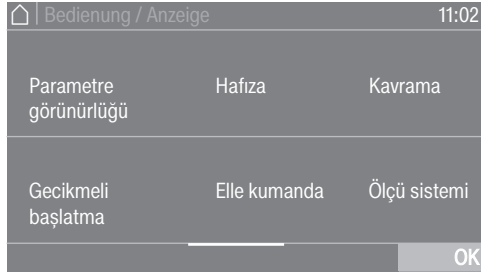 Bedienung / Anzeige 11:02
Parametre görünürlüğü
Hafıza
Kavrama
Gecikmeli başlatma
Elle kumanda
Ölçü sistemi
OK